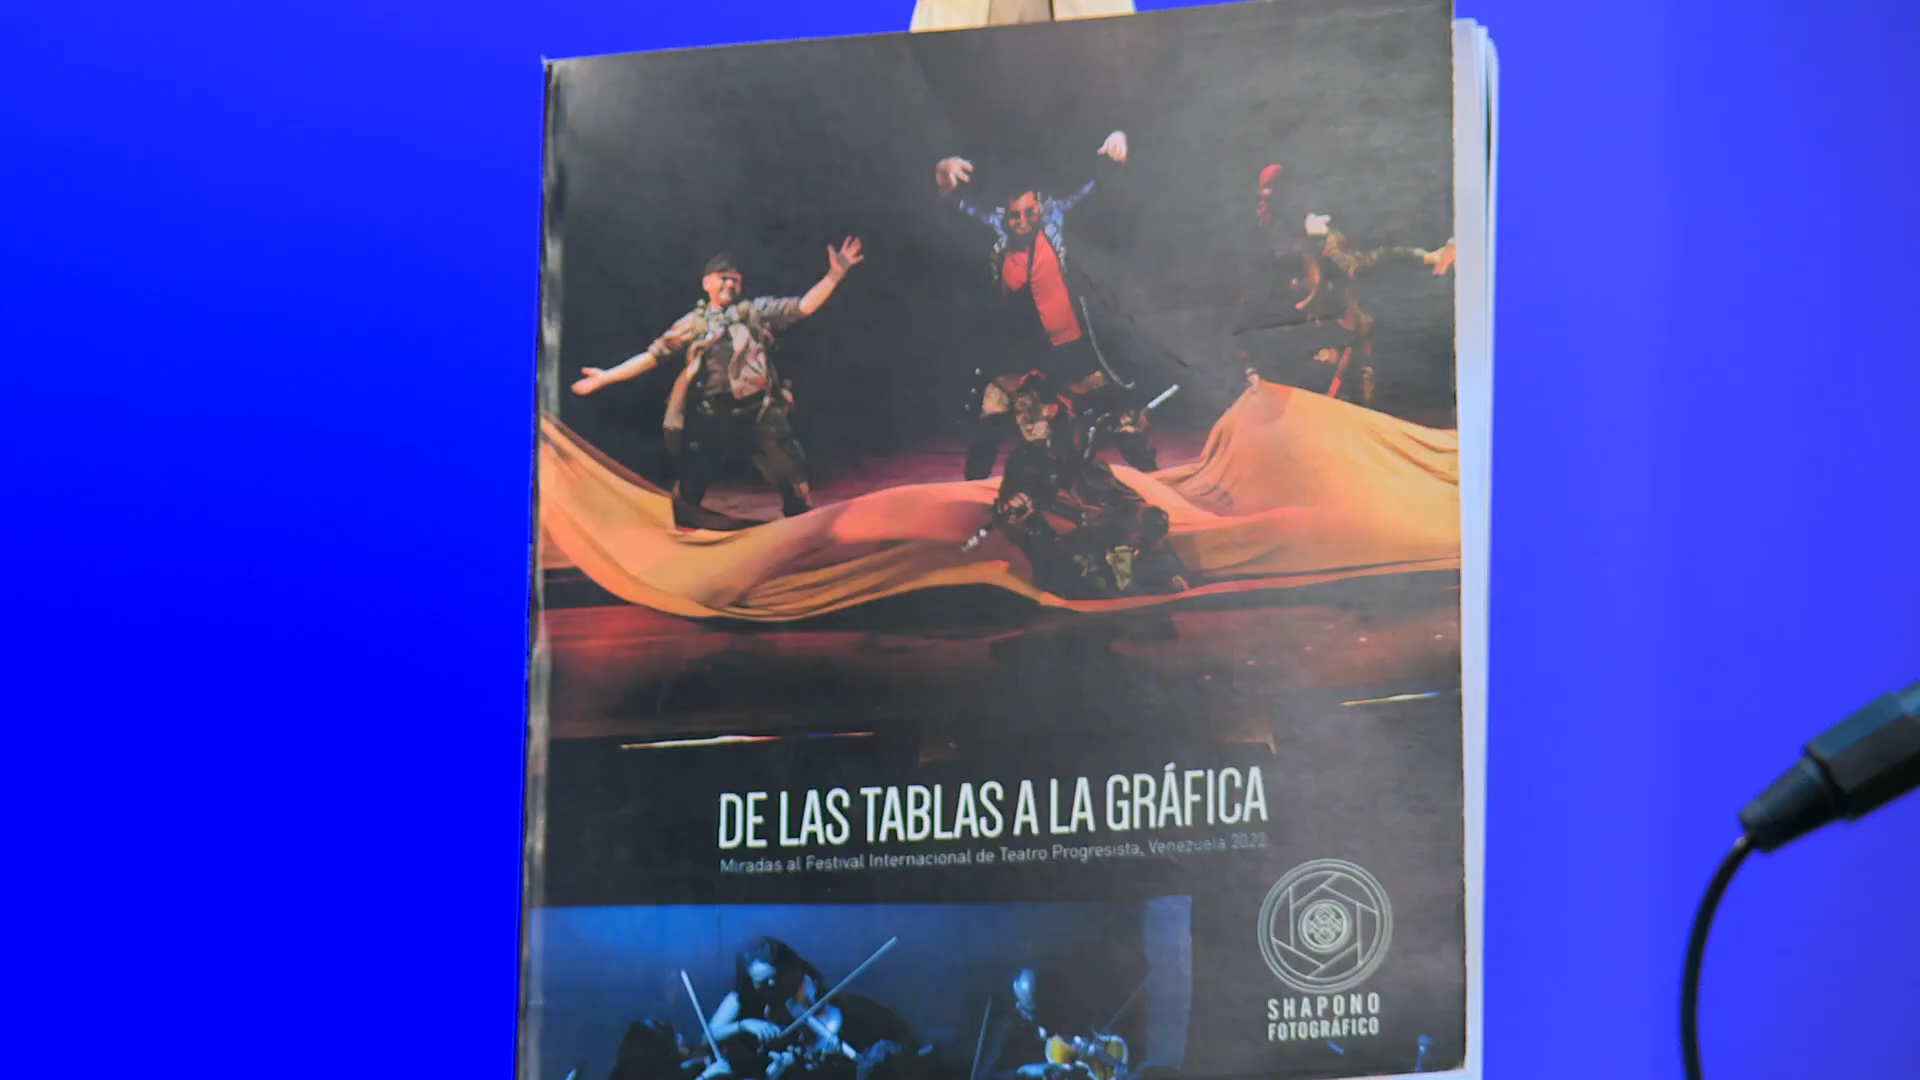 DE LAS TABLAS A LA GRÁFICA
Miradas al Festival Internacional de Teatro Progresista, Venezuela 2022
SHAPONO
FOTOGRÁFICO